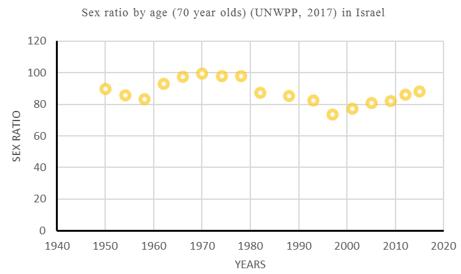 Sex ratio by age (70 year olds) (UNWPP, 2017) in Israel
120
100
80
60
40
20
0
SEX RATIO
1940 1950 1960 1970 1980 1990 2000 2010 2020
YEARS